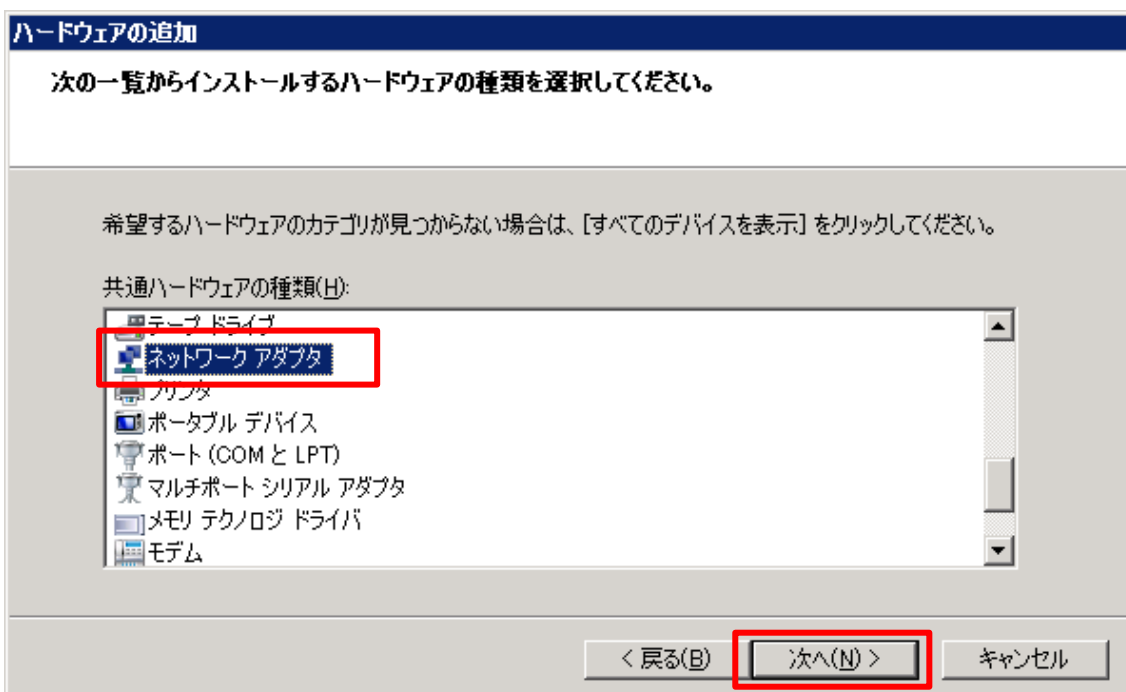 ハードウェアの追加
次の一覧からインストールするハードウェアの種類を選択してください。
希望するハードウェアのカテゴリが見つからない場合は、[すべてのデバイスを表示] をクリックしてください。
共通ハードウェアの種類(H):
テープ ドライブ
ネットワーク アダプタ
プリンタ
ポータブル デバイス
ポート (COM と LPT)
マルチポート シリアル アダプタ
メモリ テクノロジ ドライバ
モデム
< 戻る(B) 次へ(N) > キャンセル